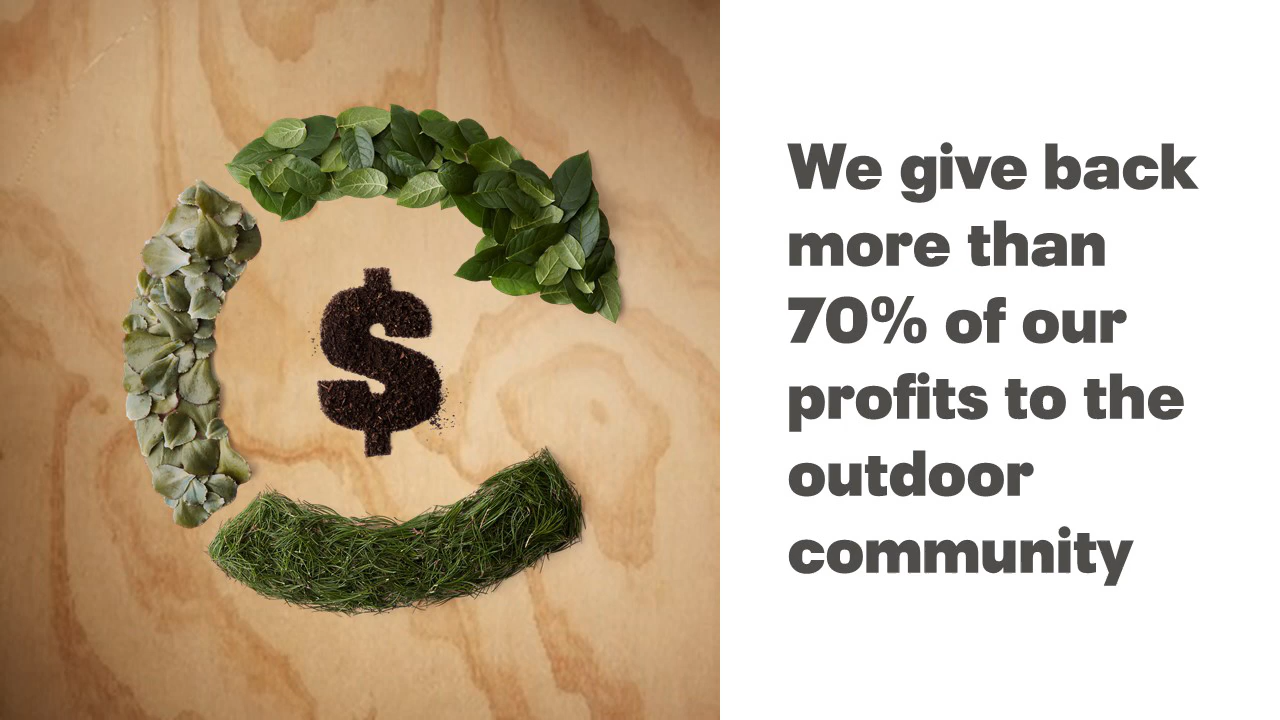 $
We give back
more than
70% of our
profits to the
outdoor
community